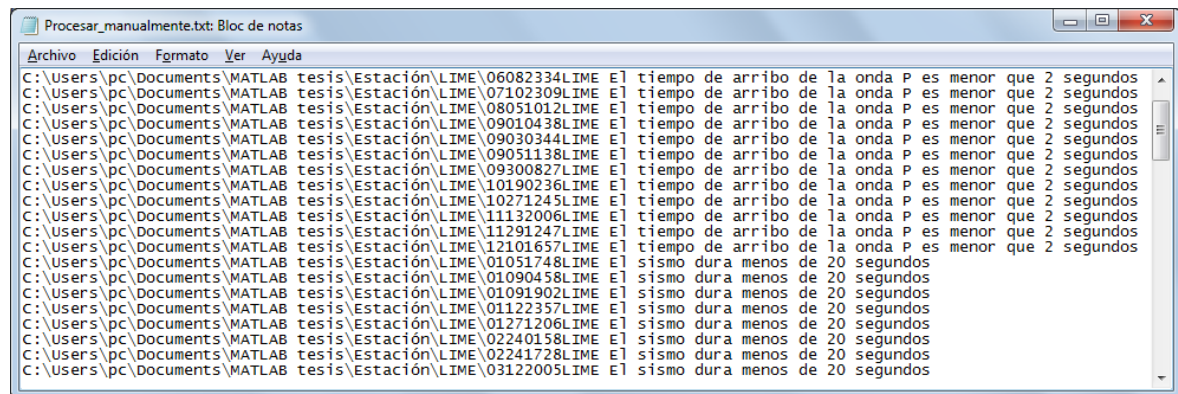 Procesar_manualmente.txt: Bloc de notas
Archivo Edición Formato Ver Ayuda
C:\Users\pc\Documents\MATLAB tesis\Estación\LIME\06082334LIME El tiempo de arribo de la onda P es menor que 2 segundos
C:\Users\pc\Documents\MATLAB tesis\Estación\LIME\07102309LIME El tiempo de arribo de la onda P es menor que 2 segundos
C:\Users\pc\Documents\MATLAB tesis\Estación\LIME\08051012LIME El tiempo de arribo de la onda P es menor que 2 segundos
C:\Users\pc\Documents\MATLAB tesis\Estación\LIME\09010438LIME El tiempo de arribo de la onda P es menor que 2 segundos
C:\Users\pc\Documents\MATLAB tesis\Estación\LIME\09030344LIME El tiempo de arribo de la onda P es menor que 2 segundos
C:\Users\pc\Documents\MATLAB tesis\Estación\LIME\09051138LIME El tiempo de arribo de la onda P es menor que 2 segundos
C:\Users\pc\Documents\MATLAB tesis\Estación\LIME\09300827LIME El tiempo de arribo de la onda P es menor que 2 segundos
C:\Users\pc\Documents\MATLAB tesis\Estación\LIME\10190236LIME El tiempo de arribo de la onda P es menor que 2 segundos
C:\Users\pc\Documents\MATLAB tesis\Estación\LIME\10271245LIME El tiempo de arribo de la onda P es menor que 2 segundos
C:\Users\pc\Documents\MATLAB tesis\Estación\LIME\11132006LIME El tiempo de arribo de la onda P es menor que 2 segundos
C:\Users\pc\Documents\MATLAB tesis\Estación\LIME\11291247LIME El tiempo de arribo de la onda P es menor que 2 segundos
C:\Users\pc\Documents\MATLAB tesis\Estación\LIME\12101657LIME El tiempo de arribo de la onda P es menor que 2 segundos
C:\Users\pc\Documents\MATLAB tesis\Estación\LIME\01051748LIME El sismo dura menos de 20 segundos
C:\Users\pc\Documents\MATLAB tesis\Estación\LIME\01090458LIME El sismo dura menos de 20 segundos
C:\Users\pc\Documents\MATLAB tesis\Estación\LIME\01091902LIME El sismo dura menos de 20 segundos
C:\Users\pc\Documents\MATLAB tesis\Estación\LIME\01122357LIME El sismo dura menos de 20 segundos
C:\Users\pc\Documents\MATLAB tesis\Estación\LIME\01271206LIME El sismo dura menos de 20 segundos
C:\Users\pc\Documents\MATLAB tesis\Estación\LIME\02240158LIME El sismo dura menos de 20 segundos
C:\Users\pc\Documents\MATLAB tesis\Estación\LIME\02241728LIME El sismo dura menos de 20 segundos
C:\Users\pc\Documents\MATLAB tesis\Estación\LIME\03122005LIME El sismo dura menos de 20 segundos